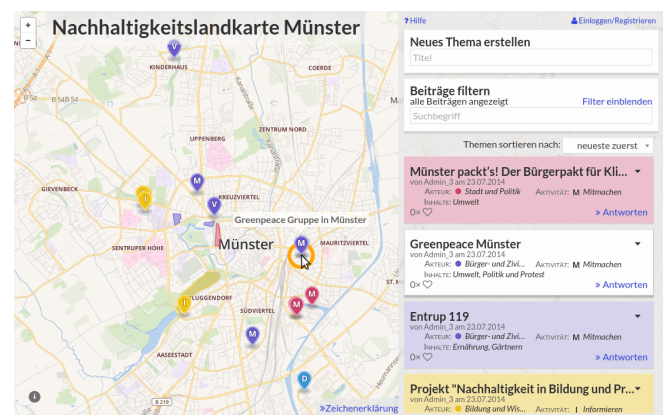 Nachhaltigkeitslandkarte Münster
+
−
V
KINDERHAUS
COERDE
B 54
B 54 B 54
Kanalstraße
UPPENBERG
ZENTRUM NORD
GIEVENBECK
I
M
KREUZVIERTEL
V
Greenpeace Gruppe in Münster
SENTRUPER HÖHE
Münster
M
MAURITZVIERTEL
I
PLUGGENDORF
M
M
SÜDVIERTEL
V
AASEESTADT
D
B 219
i
»Zeichenerklärung
? Hilfe
Einloggen/Registrieren
Neues Thema erstellen
Titel
Beiträge filtern
alle Beiträgen angezeigt
Filter einblenden
Suchbegriff
Themen sortieren nach: neueste zuerst
Münster packt's! Der Bürgerpakt für Kli...
von Admin_3 am 23.07.2014
AKTEUR: Stadt und Politik AKTIVITÄT: M Mitmachen
INHALTE: Umwelt
0×
» Antworten
Greenpeace Münster
von Admin_3 am 23.07.2014
AKTEUR: Bürger- und Zivi... AKTIVITÄT: M Mitmachen
INHALTE: Umwelt, Politik und Protest
0×
» Antworten
Entrup 119
von Admin_3 am 23.07.2014
AKTEUR: Bürger- und Zivi... AKTIVITÄT: M Mitmachen
INHALTE: Ernährung, Gärtnern
0×
» Antworten
Projekt "Nachhaltigkeit in Bildung und Pr...
von Admin_3 am 23.07.2014
AKTEUR: Bildung und Wis... AKTIVITÄT: I Informieren